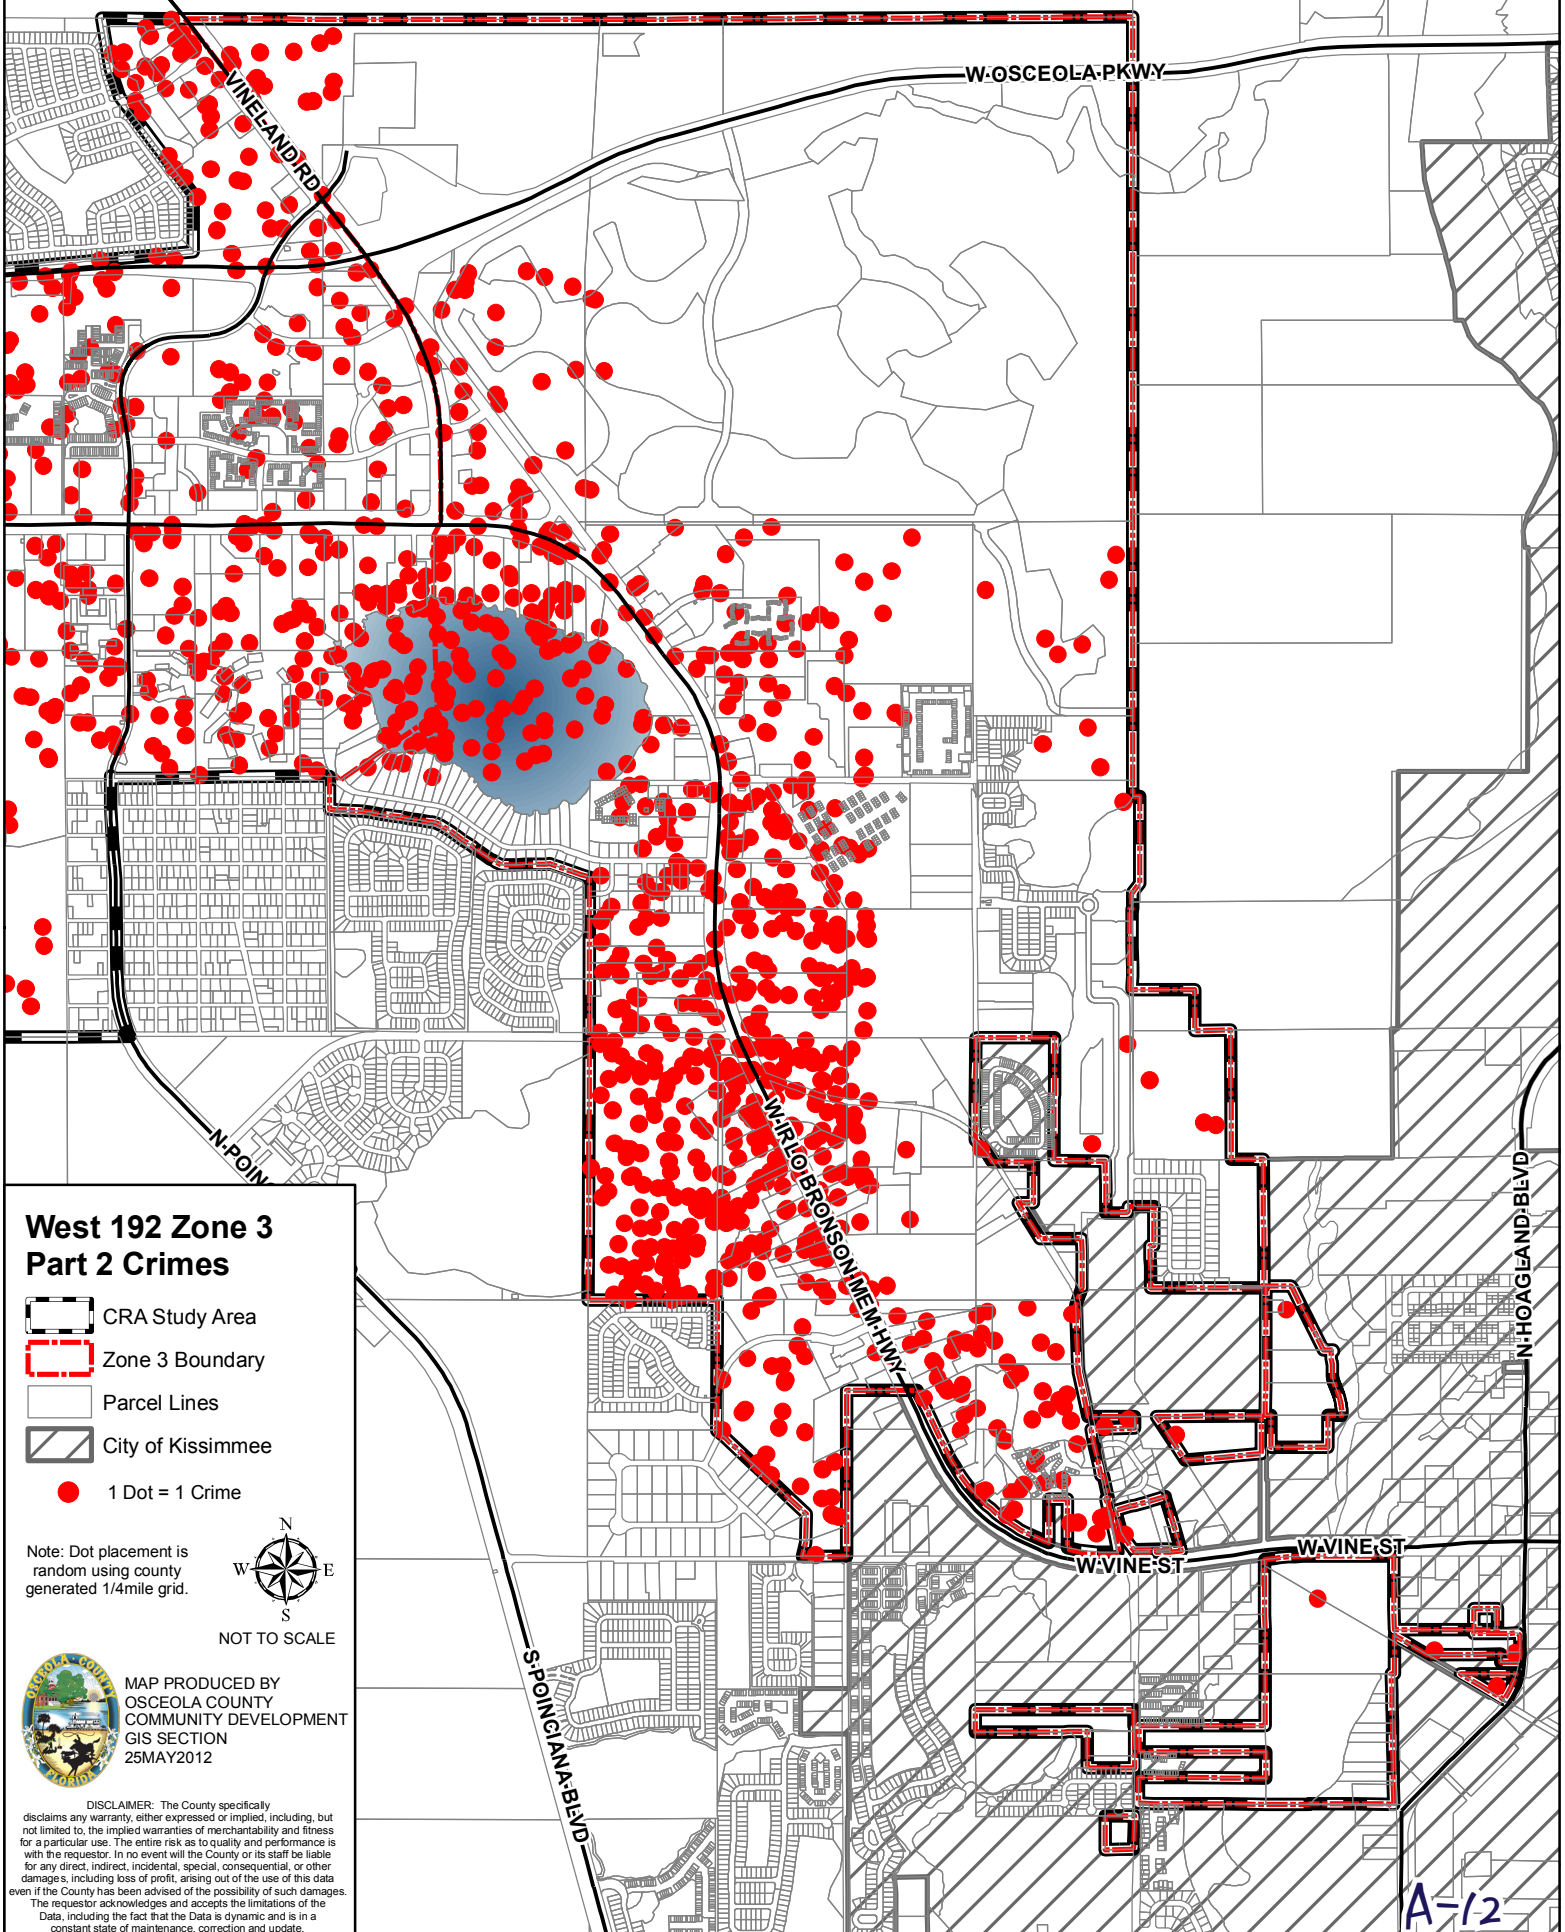 W OSCEOLA PKWY
VINELAND RD
N POINC
W IRLO BRONSON MEM HWY
N HOAGLAND BLVD
W VINE ST
W VINE ST
S POINCIANA BLVD
West 192 Zone 3
Part 2 Crimes
CRA Study Area
Zone 3 Boundary
Parcel Lines
City of Kissimmee
1 Dot = 1 Crime
Note: Dot placement is
random using county
generated 1/4mile grid.
N
W E
S
NOT TO SCALE
OSCEOLA COUNTY
FLORIDA
MAP PRODUCED BY
OSCEOLA COUNTY
COMMUNITY DEVELOPMENT
GIS SECTION
25MAY2012
DISCLAIMER: The County specifically
disclaims any warranty, either expressed or implied, including, but
not limited to, the implied warranties of merchantability and fitness
for a particular use. The entire risk as to quality and performance is
with the requestor. In no event will the County or its staff be liable
for any direct, indirect, incidental, special, consequential, or other
damages, including loss of profit, arising out of the use of this data
even if the County has been advised of the possibility of such damages.
The requestor acknowledges and accepts the limitations of the
Data, including the fact that the Data is dynamic and is in a
constant state of maintenance, correction and update.
A-12